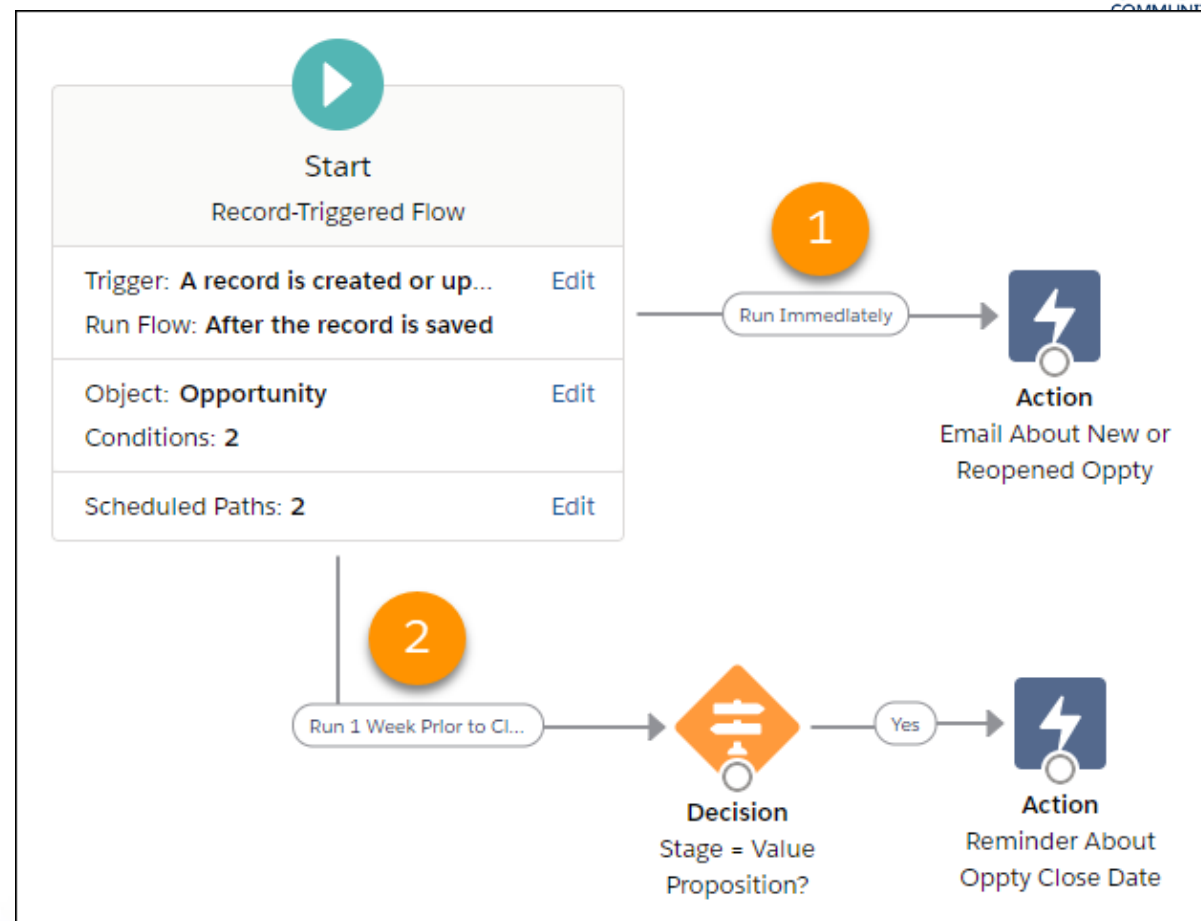 Start
Record-Triggered Flow
Trigger: A record is created or up... Edit
Run Flow: After the record is saved
Object: Opportunity Edit
Conditions: 2
Scheduled Paths: 2 Edit
1
Run Immediately
Action
Email About New or
Reopened Oppty
2
Run 1 Week Prior to Cl...
Decision
Stage = Value
Proposition?
Yes
Action
Reminder About
Oppty Close Date